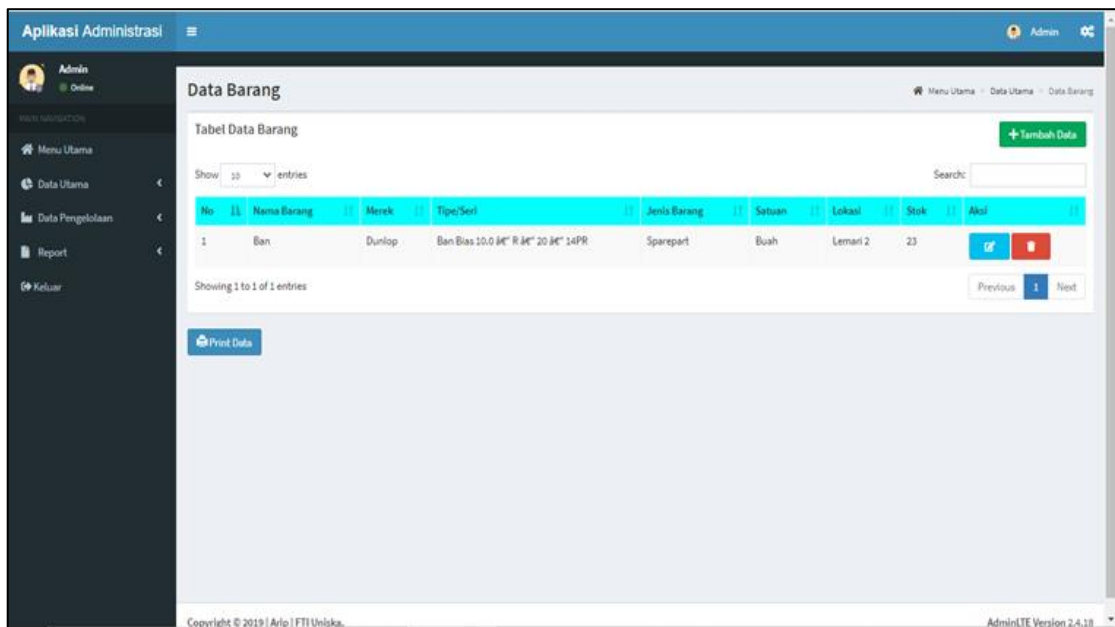 Aplikasi Administrasi
Admin
Admin
Online
MAIN NAVIGATION
Menu Utama
Data Utama
Data Pengelolaan
Report
Keluar
Data Barang
Menu Utama > Data Utama > Data Barang
Tabel Data Barang
+ Tambah Data
Show 10 entries
Search:
No Nama Barang Merek Tipe/Seri Jenis Barang Satuan Lokasi Stok Aksi
1 Ban Dunlop Ban Bias 10.0 â€“ R â€“ 20 â€“ 14PR Sparepart Buah Lemari 2 23
Showing 1 to 1 of 1 entries
Previous 1 Next
Print Data
Copyright © 2019 | Arip | FTI Uniska.
AdminLTE Version 2.4.18